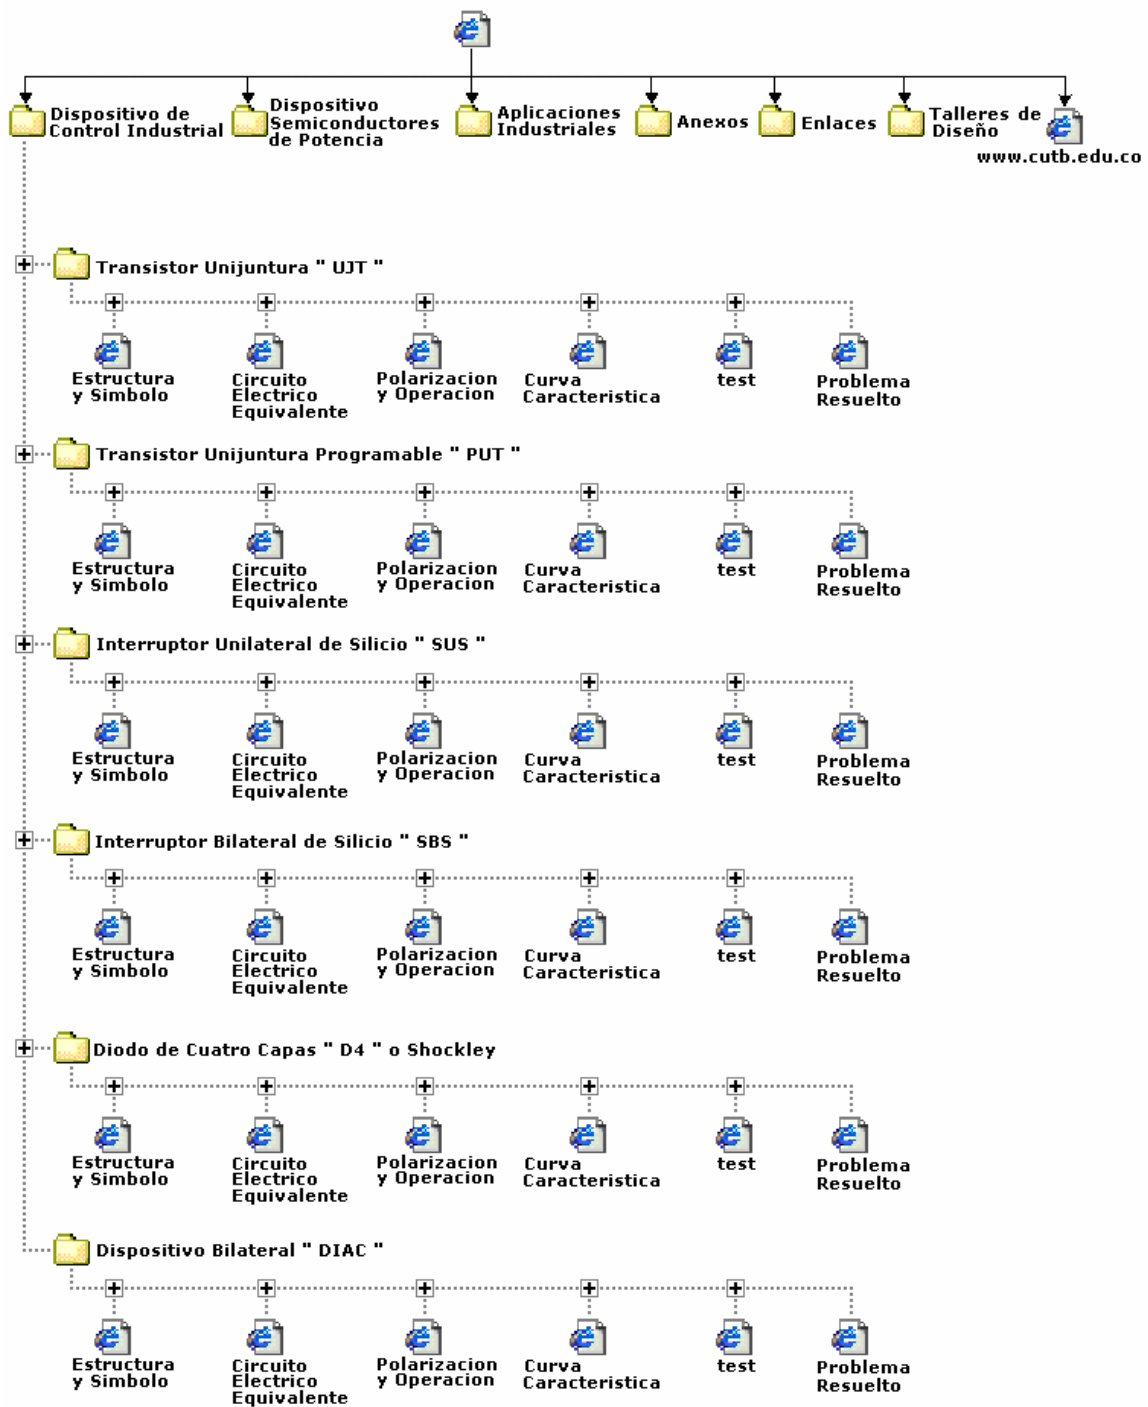 Dispositivo de
Control Industrial
Dispositivo
Semiconductores
de Potencia
Aplicaciones
Industriales
Anexos
Enlaces
Talleres de
Diseño
www.cutb.edu.co
Transistor Unijuntura " UJT "
Estructura
y Simbolo
Circuito
Electrico
Equivalente
Polarizacion
y Operacion
Curva
Caracteristica
test
Problema
Resuelto
Transistor Unijuntura Programable " PUT "
Estructura
y Simbolo
Circuito
Electrico
Equivalente
Polarizacion
y Operacion
Curva
Caracteristica
test
Problema
Resuelto
Interruptor Unilateral de Silicio " SUS "
Estructura
y Simbolo
Circuito
Electrico
Equivalente
Polarizacion
y Operacion
Curva
Caracteristica
test
Problema
Resuelto
Interruptor Bilateral de Silicio " SBS "
Estructura
y Simbolo
Circuito
Electrico
Equivalente
Polarizacion
y Operacion
Curva
Caracteristica
test
Problema
Resuelto
Diodo de Cuatro Capas " D4 " o Shockley
Estructura
y Simbolo
Circuito
Electrico
Equivalente
Polarizacion
y Operacion
Curva
Caracteristica
test
Problema
Resuelto
Dispositivo Bilateral " DIAC "
Estructura
y Simbolo
Circuito
Electrico
Equivalente
Polarizacion
y Operacion
Curva
Caracteristica
test
Problema
Resuelto